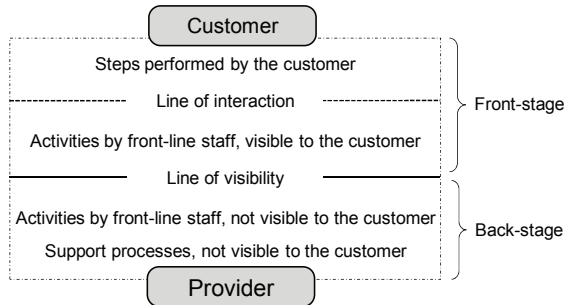 Customer
Steps performed by the customer
Line of interaction
Front-stage
Activities by front-line staff, visible to the customer
Line of visibility
Activities by front-line staff, not visible to the customer
Back-stage
Support processes, not visible to the customer
Provider